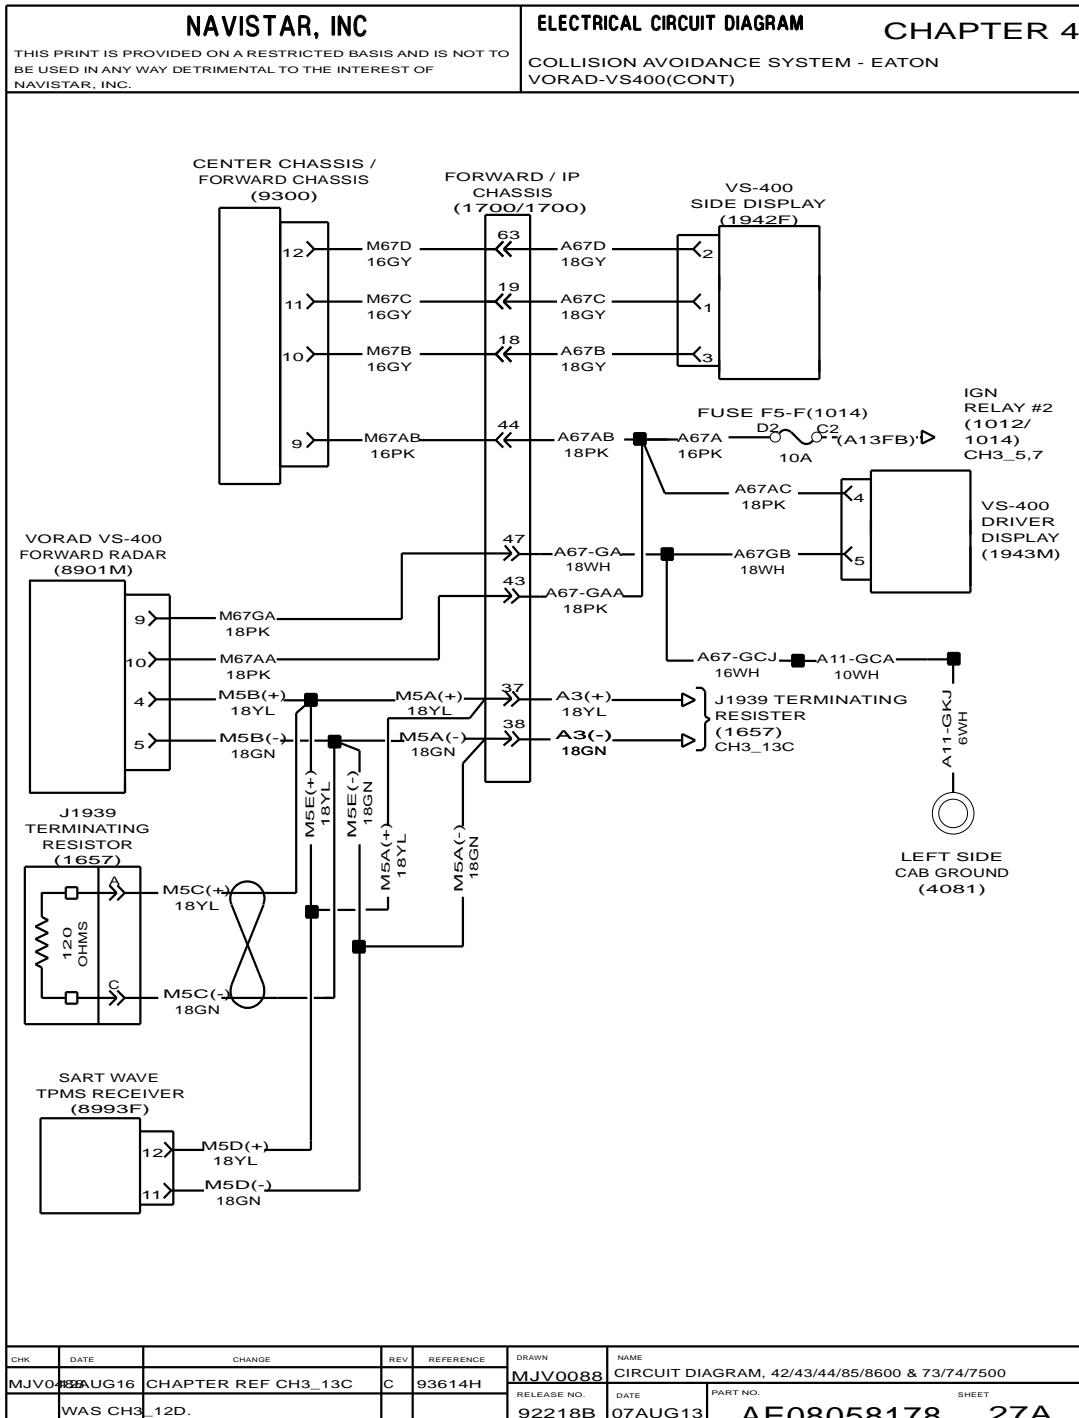 NAVISTAR, INC
THIS PRINT IS PROVIDED ON A RESTRICTED BASIS AND IS NOT TO
BE USED IN ANY WAY DETRIMENTAL TO THE INTEREST OF
NAVISTAR, INC.
ELECTRICAL CIRCUIT DIAGRAM
CHAPTER 4
COLLISION AVOIDANCE SYSTEM - EATON
VORAD-VS400(CONT)
CENTER CHASSIS /
FORWARD CHASSIS
(9300)
FORWARD / IP
CHASSIS
(1700/1700)
VS-400
SIDE DISPLAY
(1942F)
12
M67D
16GY
63
A67D
18GY
2
11
M67C
16GY
19
A67C
18GY
1
10
M67B
16GY
18
A67B
18GY
3
9
M67AB
16PK
44
A67AB
18PK
A67A
16PK
FUSE F5-F(1014)
D2
C2
10A
(A13FB)
IGN
RELAY #2
(1012/
1014)
CH3_5,7
A67AC
18PK
4
VS-400
DRIVER
DISPLAY
(1943M)
VORAD VS-400
FORWARD RADAR
(8901M)
47
A67-GA
18WH
A67GB
18WH
5
43
A67-GAA
18PK
9
M67GA
18PK
10
M67AA
18PK
A67-GCJ
16WH
A11-GCA
10WH
4
M5B(+)
18YL
M5A(+)
18YL
37
A3(+)
18YL
5
M5B(-)
18GN
M5A(-)
18GN
38
A3(-)
18GN
J1939 TERMINATING
RESISTER
(1657)
CH3_13C
A11-GKJ
6WH
M5E(+)
18YL
M5E(-)
18GN
M5A(+)
18YL
M5A(-)
18GN
LEFT SIDE
CAB GROUND
(4081)
J1939
TERMINATING
RESISTOR
(1657)
A
M5C(+)
18YL
120
OHMS
C
M5C(-)
18GN
SART WAVE
TPMS RECEIVER
(8993F)
12
M5D(+)
18YL
11
M5D(-)
18GN
CHK
DATE
CHANGE
REV
REFERENCE
DRAWN
NAME
AUG16
CHAPTER REF CH3_13C
C
93614H
MJV0088
CIRCUIT DIAGRAM, 42/43/44/85/8600 & 73/74/7500
WAS CH3_12D.
RELEASE NO.
92218B
DATE
07AUG13
PART NO.
AF08058178
SHEET
27A